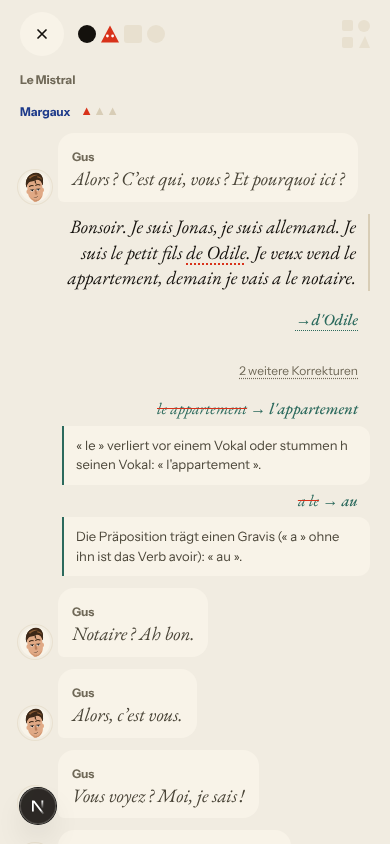 Le Mistral
Margaux
Gus
Alors ? C’est qui, vous ? Et pourquoi ici ?
Bonsoir. Je suis Jonas, je suis allemand. Je
suis le petit fils de Odile. Je veux vend le
appartement, demain je vais a le notaire.
→d'Odile
2 weitere Korrekturen
le appartement → l'appartement
« le » verliert vor einem Vokal oder stummen h
seinen Vokal: « l'appartement ».
a le → au
Die Präposition trägt einen Gravis (« a » ohne
ihn ist das Verb avoir): « au ».
Gus
Notaire ? Ah bon.
Gus
Alors, c’est vous.
Gus
Vous voyez ? Moi, je sais !
N